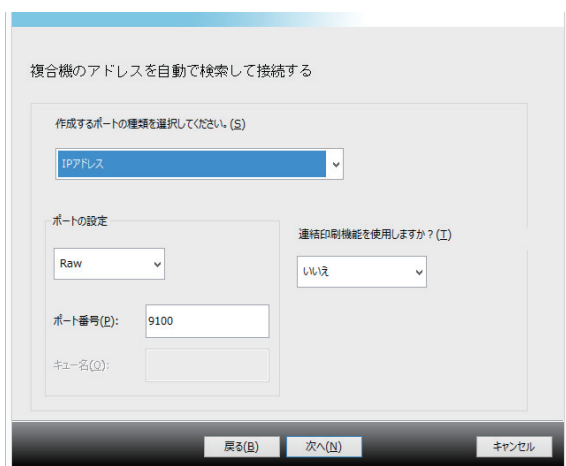 複合機のアドレスを自動で検索して接続する
作成するポートの種類を選択してください。(S)
IPアドレス
ポートの設定
連結印刷機能を使用しますか？(T)
Raw
いいえ
ポート番号(P):
9100
キュー名(Q):
戻る(B)
次へ(N)
キャンセル